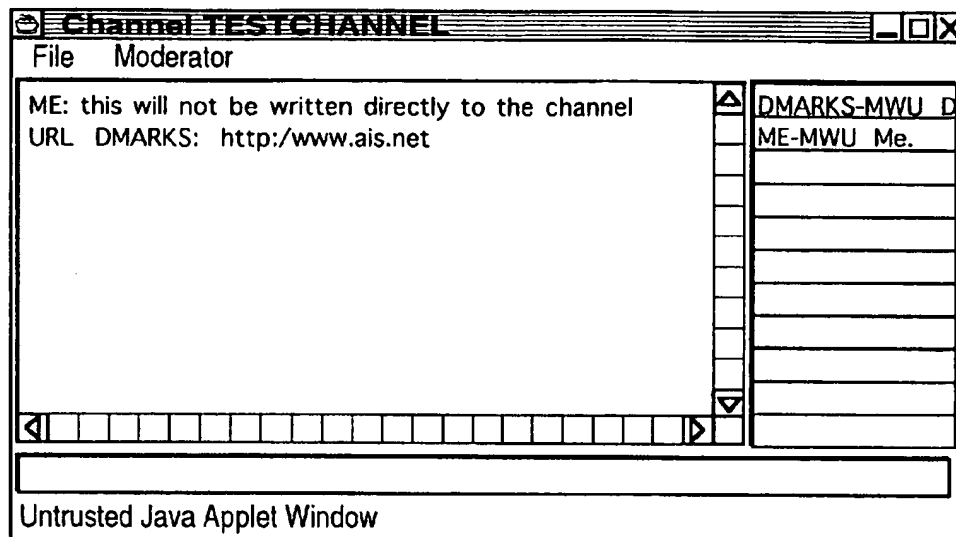 Channel TESTCHANNEL
File Moderator
ME: this will not be written directly to the channel
URL DMARKS: http:/www.ais.net
DMARKS-MWU D
ME-MWU Me.
Untrusted Java Applet Window